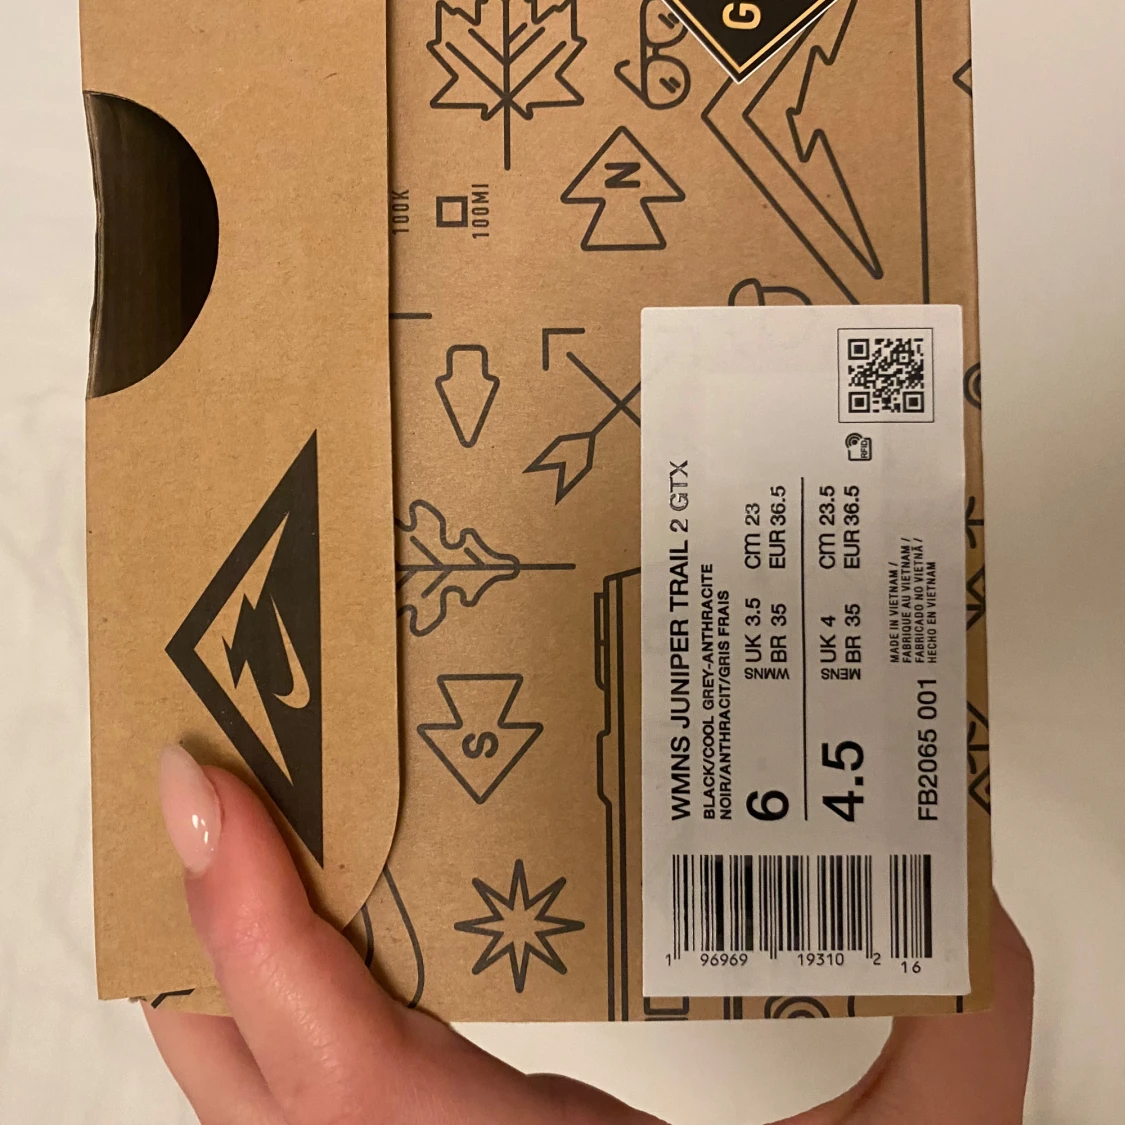 G
N
100K
100MI
S
RFID
WMNS JUNIPER TRAIL 2 GTX
BLACK/COOL GREY-ANTHRACITE
NOIR/ANTHRACIT/GRIS FRAIS
6
WMNS
UK 3.5
CM 23
BR 35
EUR 36.5
4.5
MENS
UK 4
CM 23.5
BR 35
EUR 36.5
MADE IN VIETNAM /
FABRIQUE AU VIETNAM /
FABRICADO NO VIETNÃ /
HECHO EN VIETNAM
FB2065 001
1 96969 19310 2
16